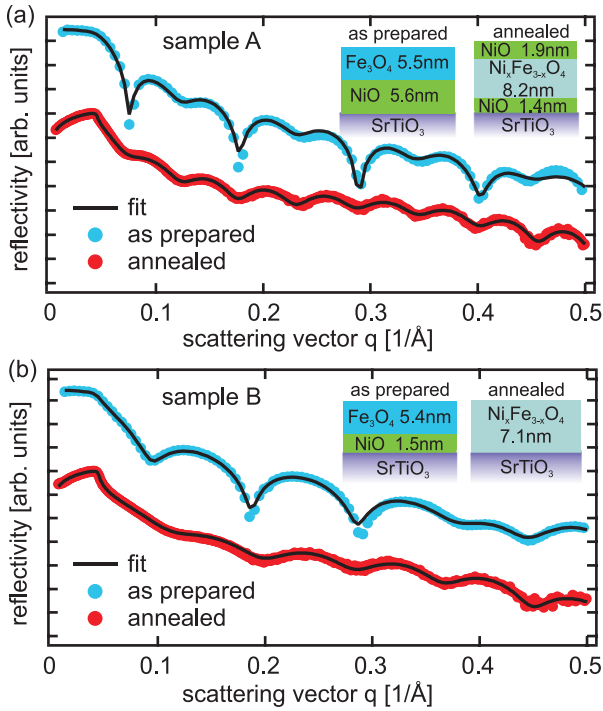 (a)
sample A
as prepared
Fe₃O₄ 5.5nm
NiO 5.6nm
SrTiO₃
annealed
NiO 1.9nm
NiₓFe₃₋ₓO₄
8.2nm
NiO 1.4nm
SrTiO₃
reflectivity [arb. units]
fit
as prepared
annealed
0.1 0.2 0.3 0.4 0.5
scattering vector q [1/Å]
(b)
sample B
as prepared
Fe₃O₄ 5.4nm
NiO 1.5nm
SrTiO₃
annealed
NiₓFe₃₋ₓO₄
7.1nm
SrTiO₃
reflectivity [arb. units]
fit
as prepared
annealed
0.1 0.2 0.3 0.4 0.5
scattering vector q [1/Å]